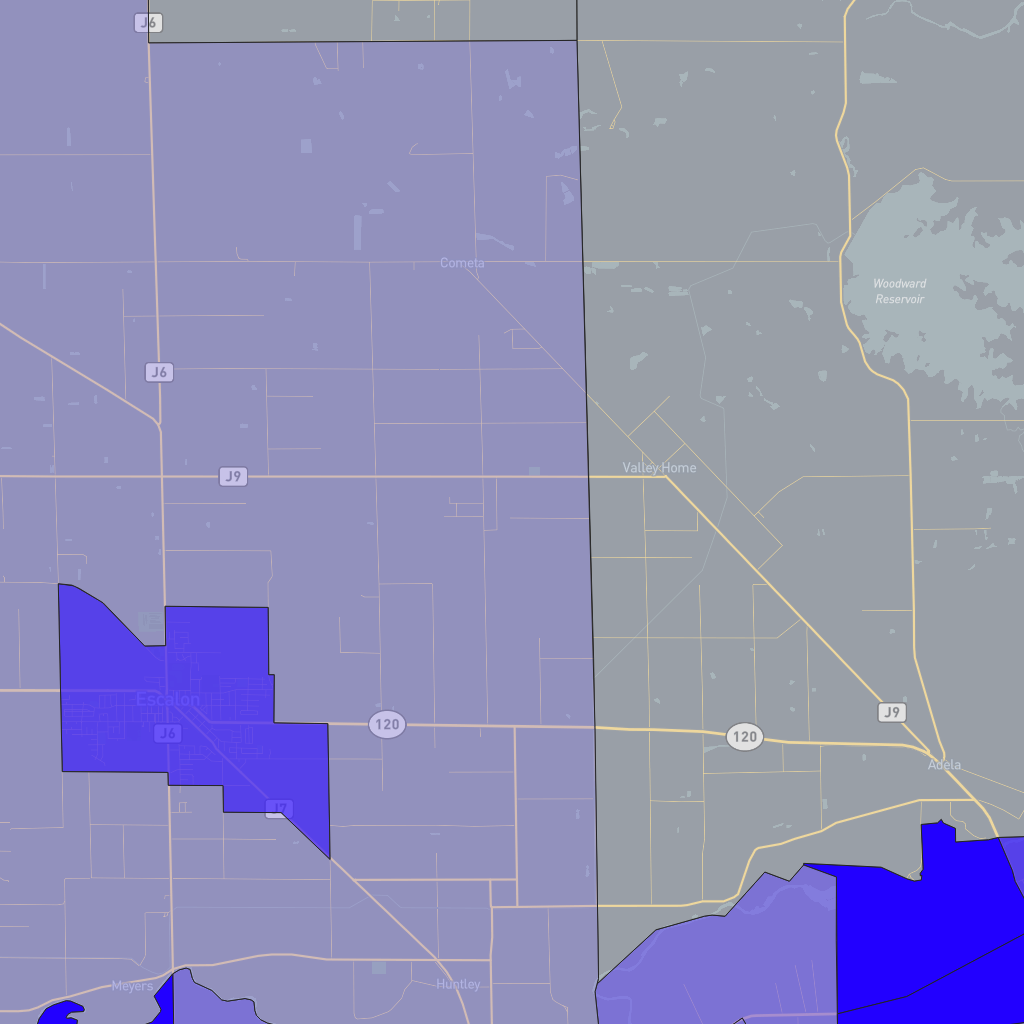 J6
Cometa
Woodward
Reservoir
J6
J9
Valley Home
Escalon
J6
120
J9
120
Adela
J7
Meyers
Huntley